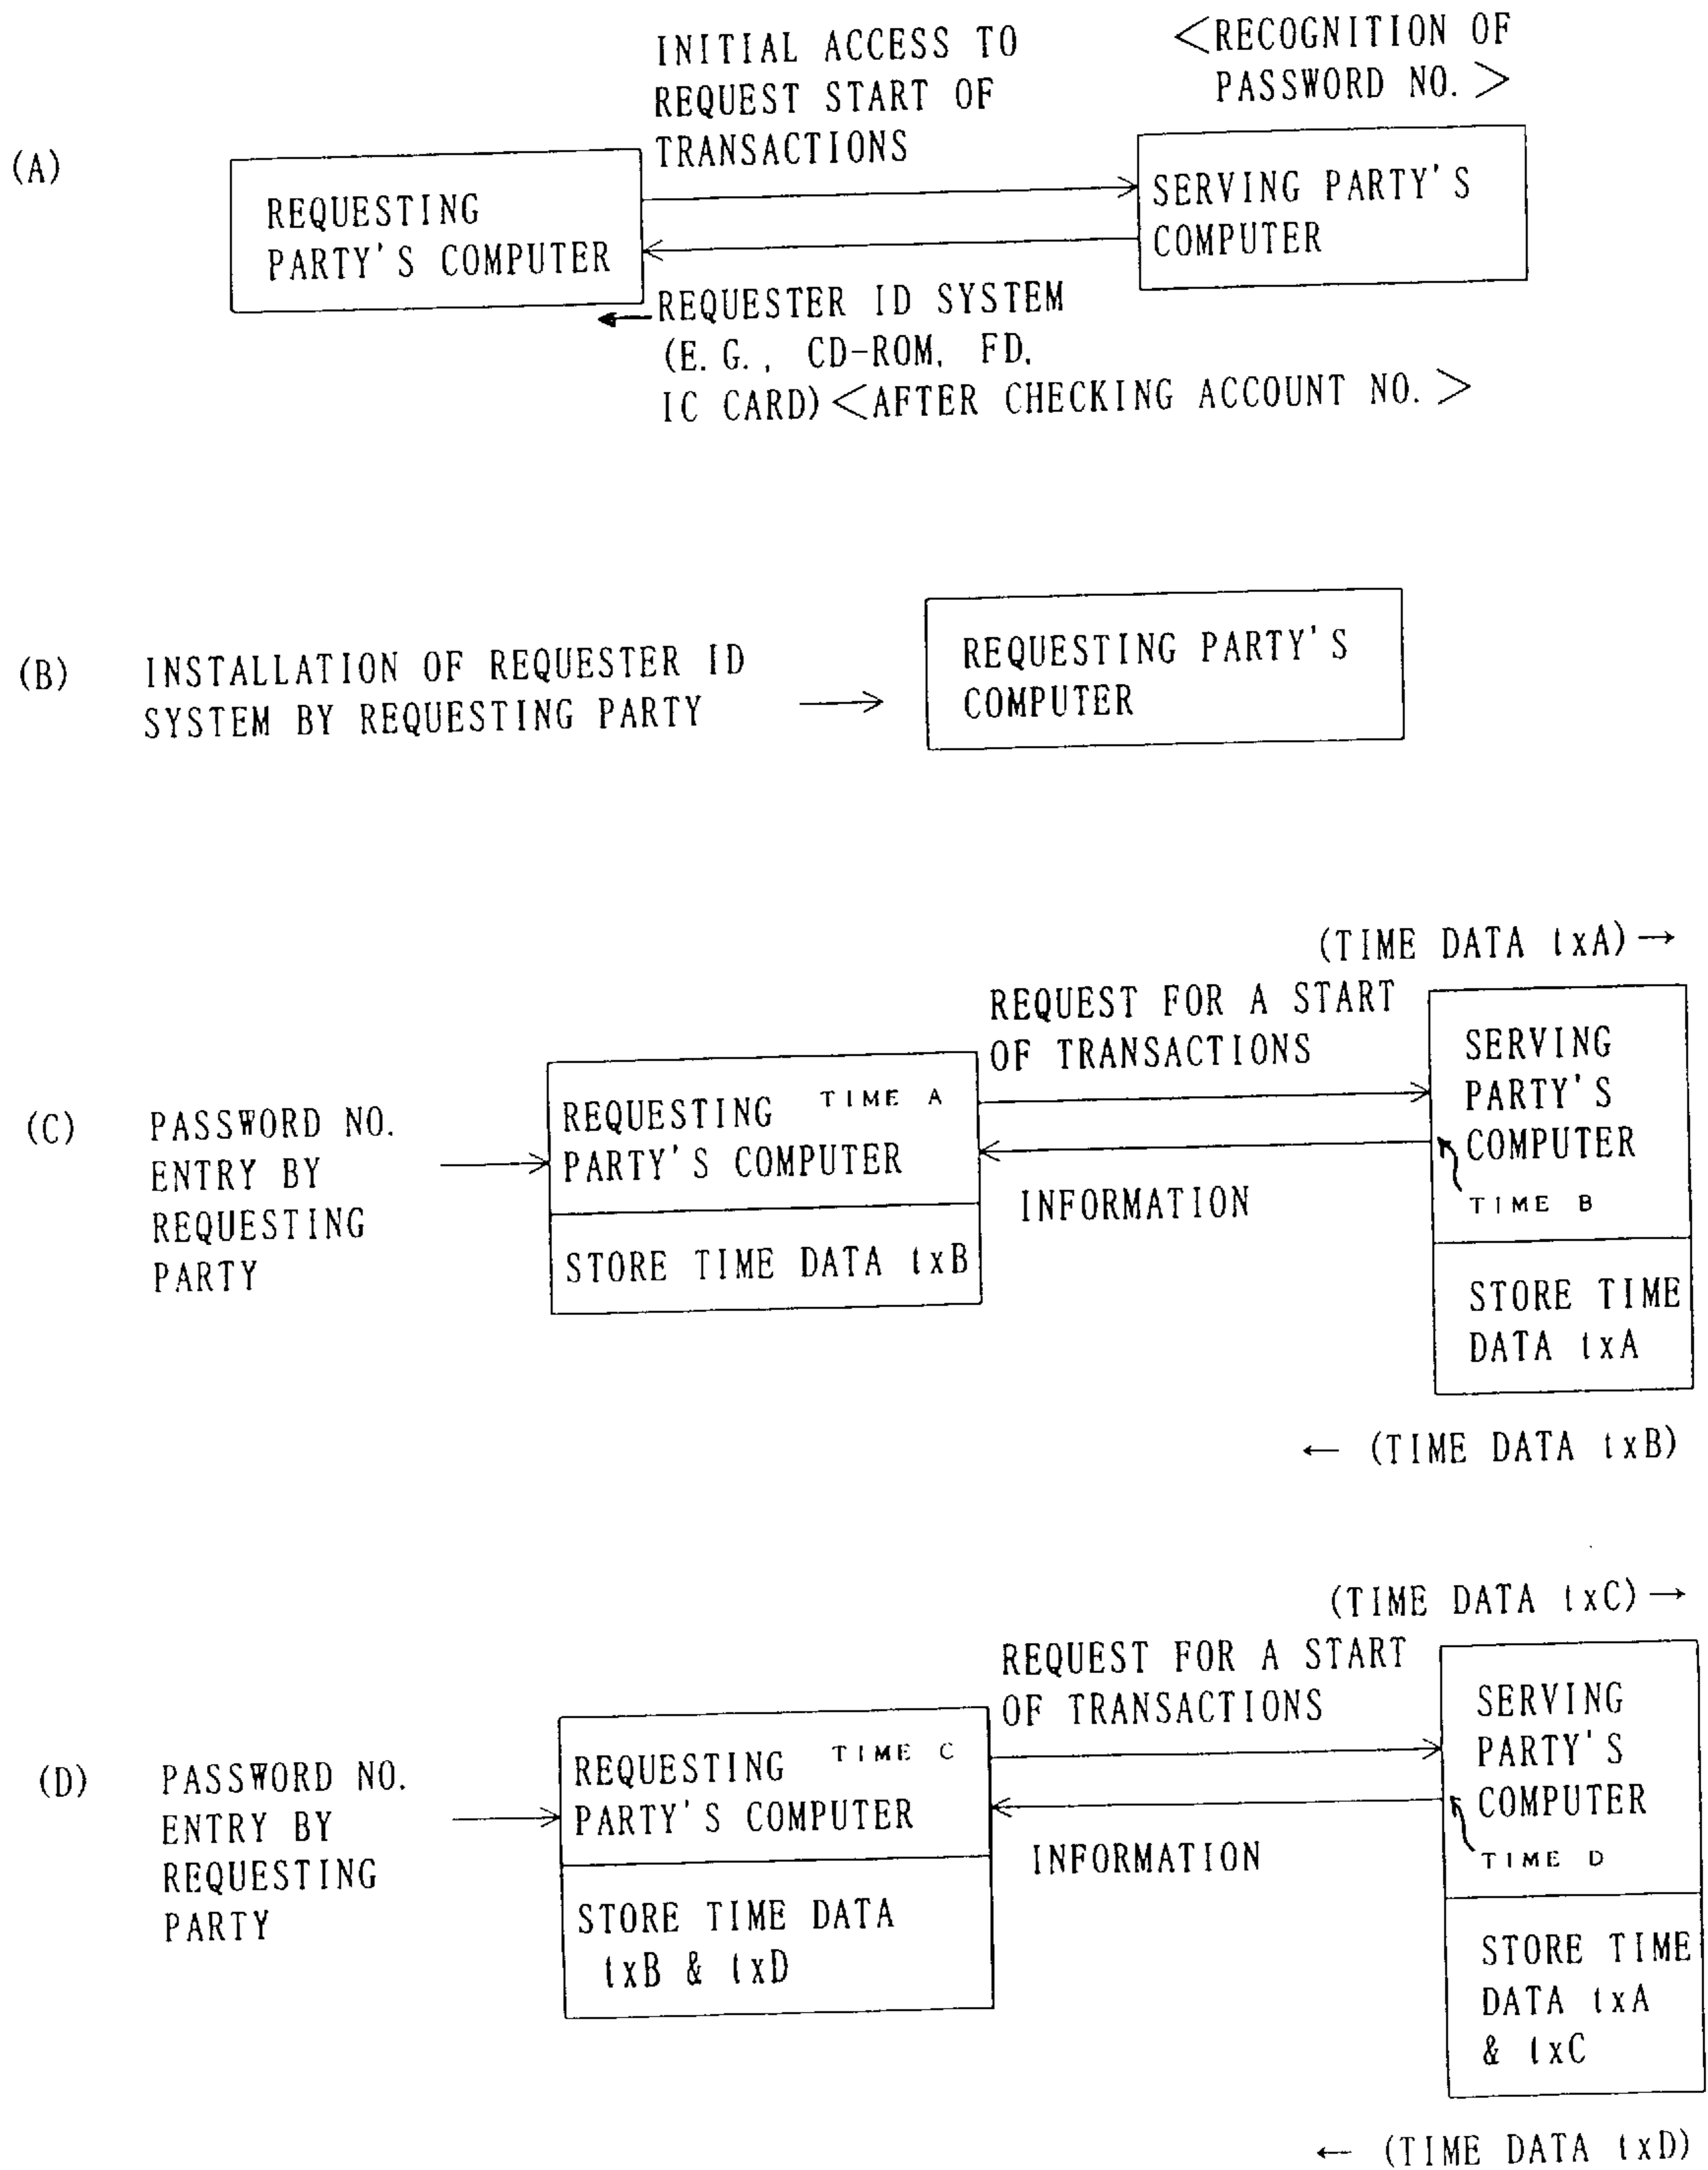 INITIAL ACCESS TO
REQUEST START OF
TRANSACTIONS
<RECOGNITION OF
PASSWORD NO.>
(A)
REQUESTING
PARTY'S COMPUTER
SERVING PARTY'S
COMPUTER
REQUESTER ID SYSTEM
(E.G., CD-ROM, FD,
IC CARD)<AFTER CHECKING ACCOUNT NO.>
(B)
INSTALLATION OF REQUESTER ID
SYSTEM BY REQUESTING PARTY
REQUESTING PARTY'S
COMPUTER
(TIME DATA txA)→
REQUEST FOR A START
OF TRANSACTIONS
(C)
PASSWORD NO.
ENTRY BY
REQUESTING
PARTY
REQUESTING TIME A
PARTY'S COMPUTER
STORE TIME DATA txB
INFORMATION
SERVING
PARTY'S
COMPUTER
TIME B
STORE TIME
DATA txA
← (TIME DATA txB)
(TIME DATA txC)→
REQUEST FOR A START
OF TRANSACTIONS
(D)
PASSWORD NO.
ENTRY BY
REQUESTING
PARTY
REQUESTING TIME C
PARTY'S COMPUTER
STORE TIME DATA
txB & txD
INFORMATION
SERVING
PARTY'S
COMPUTER
TIME D
STORE TIME
DATA txA
& txC
← (TIME DATA txD)